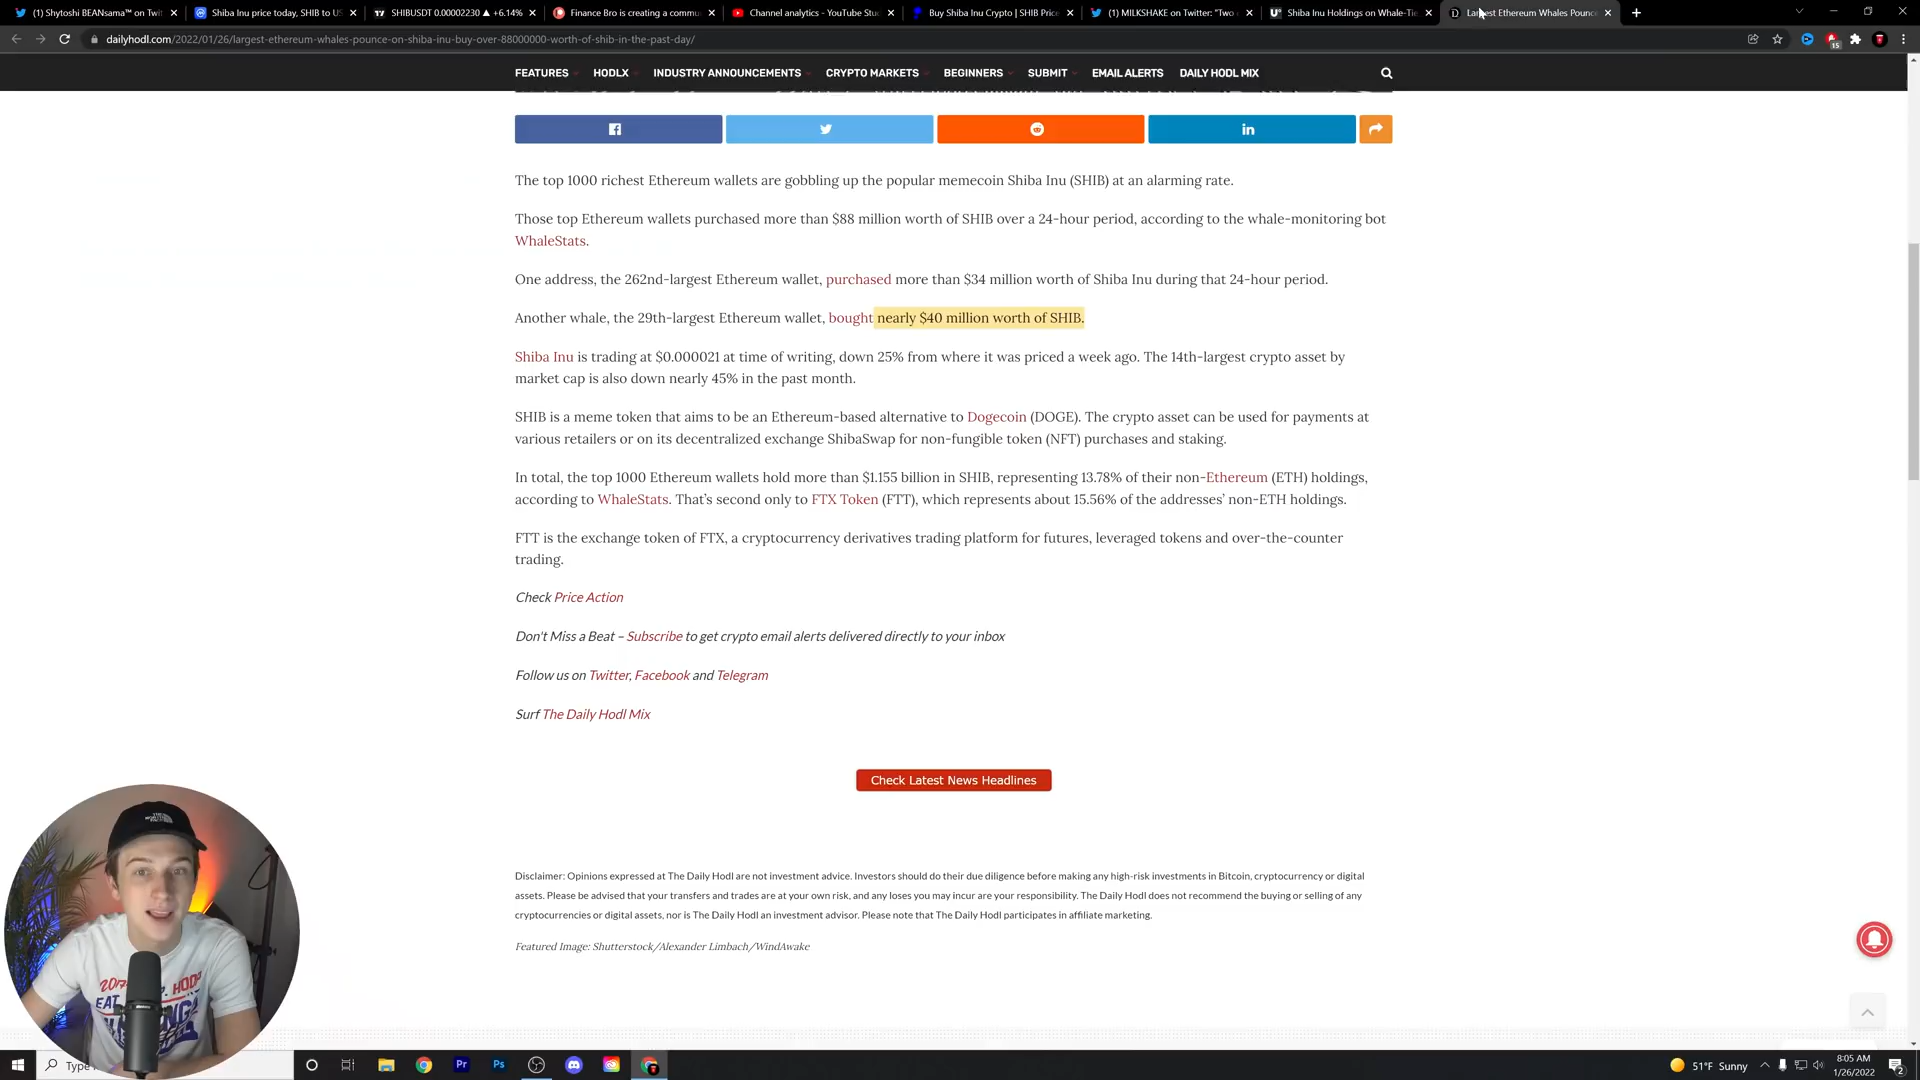 (1) Shytoshi BEANsama™ on Twit
Shiba Inu price today, SHIB to US
SHIBUSDT 0.00002230 ▲ +6.14%
Finance Bro is creating a commu
Channel analytics - YouTube Stu
Buy Shiba Inu Crypto | SHIB Price
(1) MILKSHAKE on Twitter: "Two
Shiba Inu Holdings on Whale-Tie
Largest Ethereum Whales Pounce
dailyhodl.com/2022/01/26/largest-ethereum-whales-pounce-on-shiba-inu-buy-over-88000000-worth-of-shib-in-the-past-day/
15
FEATURES HODLX INDUSTRY ANNOUNCEMENTS CRYPTO MARKETS BEGINNERS SUBMIT EMAIL ALERTS DAILY HODL MIX
The top 1000 richest Ethereum wallets are gobbling up the popular memecoin Shiba Inu (SHIB) at an alarming rate.
Those top Ethereum wallets purchased more than $88 million worth of SHIB over a 24-hour period, according to the whale-monitoring bot
WhaleStats.
One address, the 262nd-largest Ethereum wallet, purchased more than $34 million worth of Shiba Inu during that 24-hour period.
Another whale, the 29th-largest Ethereum wallet, bought nearly $40 million worth of SHIB.
Shiba Inu is trading at $0.000021 at time of writing, down 25% from where it was priced a week ago. The 14th-largest crypto asset by
market cap is also down nearly 45% in the past month.
SHIB is a meme token that aims to be an Ethereum-based alternative to Dogecoin (DOGE). The crypto asset can be used for payments at
various retailers or on its decentralized exchange ShibaSwap for non-fungible token (NFT) purchases and staking.
In total, the top 1000 Ethereum wallets hold more than $1.155 billion in SHIB, representing 13.78% of their non-Ethereum (ETH) holdings,
according to WhaleStats. That's second only to FTX Token (FTT), which represents about 15.56% of the addresses' non-ETH holdings.
FTT is the exchange token of FTX, a cryptocurrency derivatives trading platform for futures, leveraged tokens and over-the-counter
trading.
Check Price Action
Don't Miss a Beat – Subscribe to get crypto email alerts delivered directly to your inbox
Follow us on Twitter, Facebook and Telegram
Surf The Daily Hodl Mix
Check Latest News Headlines
Disclaimer: Opinions expressed at The Daily Hodl are not investment advice. Investors should do their due diligence before making any high-risk investments in Bitcoin, cryptocurrency or digital
assets. Please be advised that your transfers and trades are at your own risk, and any loses you may incur are your responsibility. The Daily Hodl does not recommend the buying or selling of any
cryptocurrencies or digital assets, nor is The Daily Hodl an investment advisor. Please note that The Daily Hodl participates in affiliate marketing.
Featured Image: Shutterstock/Alexander Limbach/WindAwake
EAT
Type
Pr
Ps
51°F Sunny
8:05 AM
1/26/2022
2